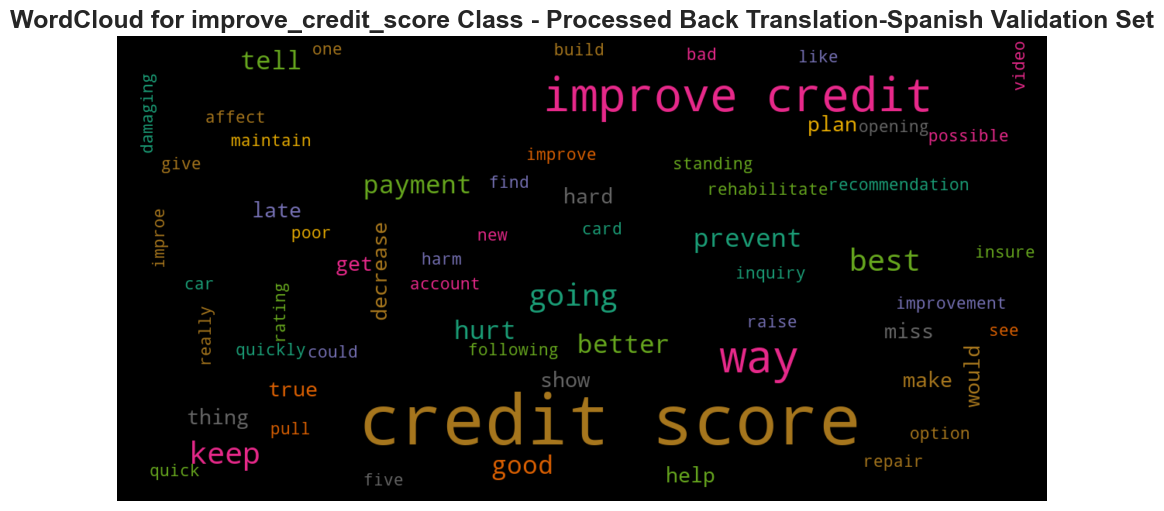 WordCloud for improve_credit_score Class - Processed Back Translation-Spanish Validation Set
one
build
bad
like
video
tell
damaging
improve credit
affect
plan
opening
possible
maintain
improve
give
standing
payment
find
hard
rehabilitate
recommendation
late
improe
poor
decrease
new
card
prevent
best
insure
get
harm
inquiry
car
rating
account
going
improvement
really
hurt
raise
miss
see
quickly
could
following
better
way
would
true
show
make
thing
pull
credit score
option
keep
quick
good
five
help
repair